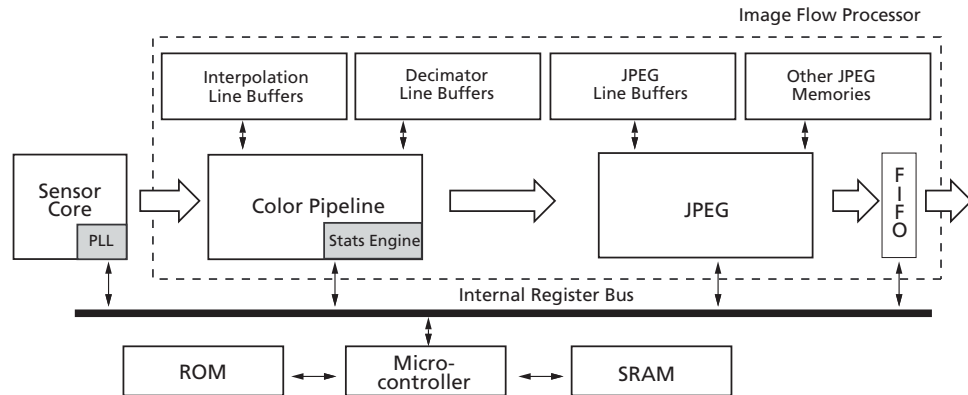 Image Flow Processor
Interpolation
Line Buffers
Decimator
Line Buffers
JPEG
Line Buffers
Other JPEG
Memories
Sensor
Core
PLL
Color Pipeline
Stats Engine
JPEG
F
I
F
O
Internal Register Bus
ROM
Micro-
controller
SRAM